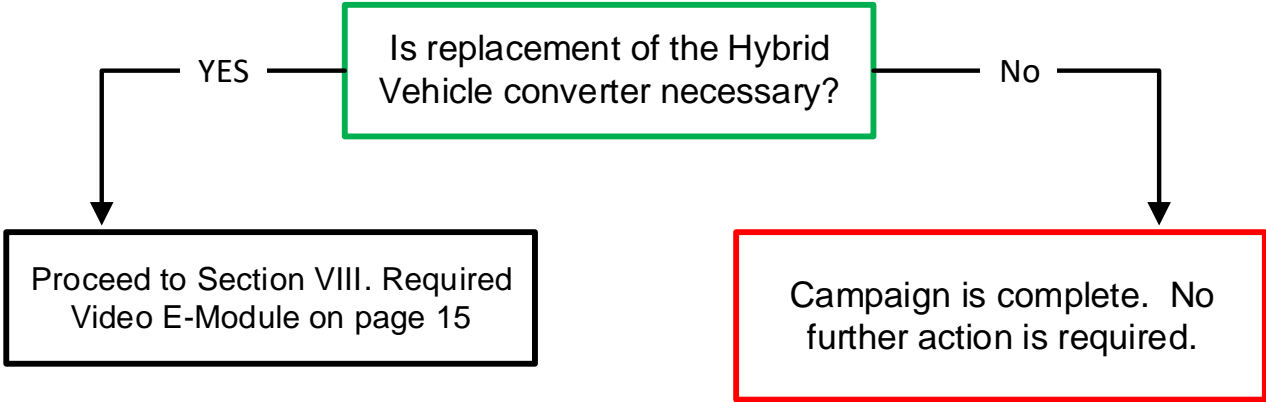 Is replacement of the Hybrid
Vehicle converter necessary?
YES
No
Proceed to Section VIII. Required
Video E-Module on page 15
Campaign is complete.  No
further action is required.